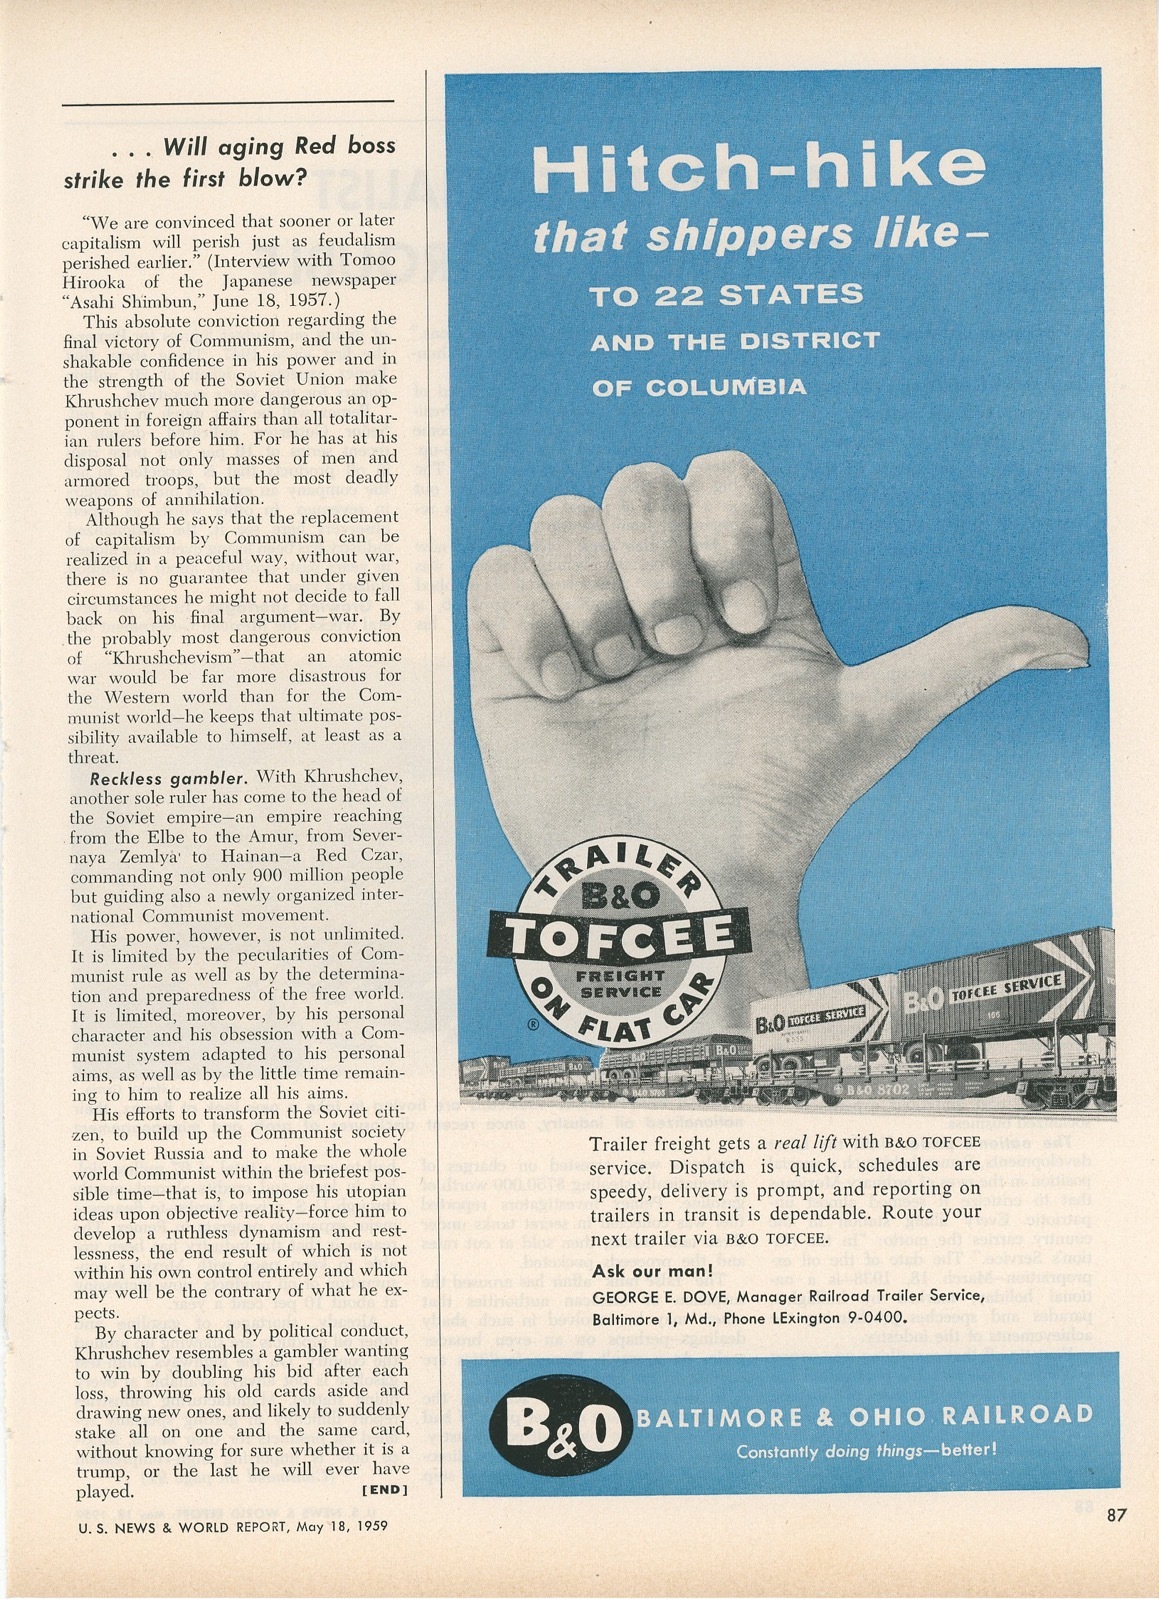 . . . Will aging Red boss
strike the first blow?
“We are convinced that sooner or later
capitalism will perish just as feudalism
perished earlier.” (Interview with Tomoo
Hirooka of the Japanese newspaper
“Asahi Shimbun,” June 18, 1957.)
This absolute conviction regarding the
final victory of Communism, and the un-
shakable confidence in his power and in
the strength of the Soviet Union make
Khrushchev much more dangerous an op-
ponent in foreign affairs than all totalitar-
ian rulers before him. For he has at his
disposal not only masses of men and
armored troops, but the most deadly
weapons of annihilation.
Although he says that the replacement
of capitalism by Communism can be
realized in a peaceful way, without war,
there is no guarantee that under given
circumstances he might not decide to fall
back on his final argument—war. By
the probably most dangerous conviction
of “Khrushchevism”—that an atomic
war would be far more disastrous for
the Western world than for the Com-
munist world—he keeps that ultimate pos-
sibility available to himself, at least as a
threat.
Reckless gambler. With Khrushchev,
another sole ruler has come to the head of
the Soviet empire—an empire reaching
from the Elbe to the Amur, from Sever-
naya Zemlya to Hainan—a Red Czar,
commanding not only 900 million people
but guiding also a newly organized inter-
national Communist movement.
His power, however, is not unlimited.
It is limited by the pecularities of Com-
munist rule as well as by the determina-
tion and preparedness of the free world.
It is limited, moreover, by his personal
character and his obsession with a Com-
munist system adapted to his personal
aims, as well as by the little time remain-
ing to him to realize all his aims.
His efforts to transform the Soviet citi-
zen, to build up the Communist society
in Soviet Russia and to make the whole
world Communist within the briefest pos-
sible time—that is, to impose his utopian
ideas upon objective reality—force him to
develop a ruthless dynamism and rest-
lessness, the end result of which is not
within his own control entirely and which
may well be the contrary of what he ex-
pects.
By character and by political conduct,
Khrushchev resembles a gambler wanting
to win by doubling his bid after each
loss, throwing his old cards aside and
drawing new ones, and likely to suddenly
stake all on one and the same card,
without knowing for sure whether it is a
trump, or the last he will ever have
played. [END]
Hitch-hike
that shippers like—
TO 22 STATES
AND THE DISTRICT
OF COLUMBIA
TRAILER
B&O
TOFCEE
FREIGHT
SERVICE
ON FLAT CAR
®
B&O TOFCEE SERVICE
B&O TOFCEE SERVICE
166
B&O
B&O
B&O
B&O 8702
Trailer freight gets a real lift with B&O TOFCEE
service. Dispatch is quick, schedules are
speedy, delivery is prompt, and reporting on
trailers in transit is dependable. Route your
next trailer via B&O TOFCEE.
Ask our man!
GEORGE E. DOVE, Manager Railroad Trailer Service,
Baltimore 1, Md., Phone LExington 9-0400.
B&O BALTIMORE & OHIO RAILROAD
Constantly doing things—better!
U. S. NEWS & WORLD REPORT, May 18, 1959
87